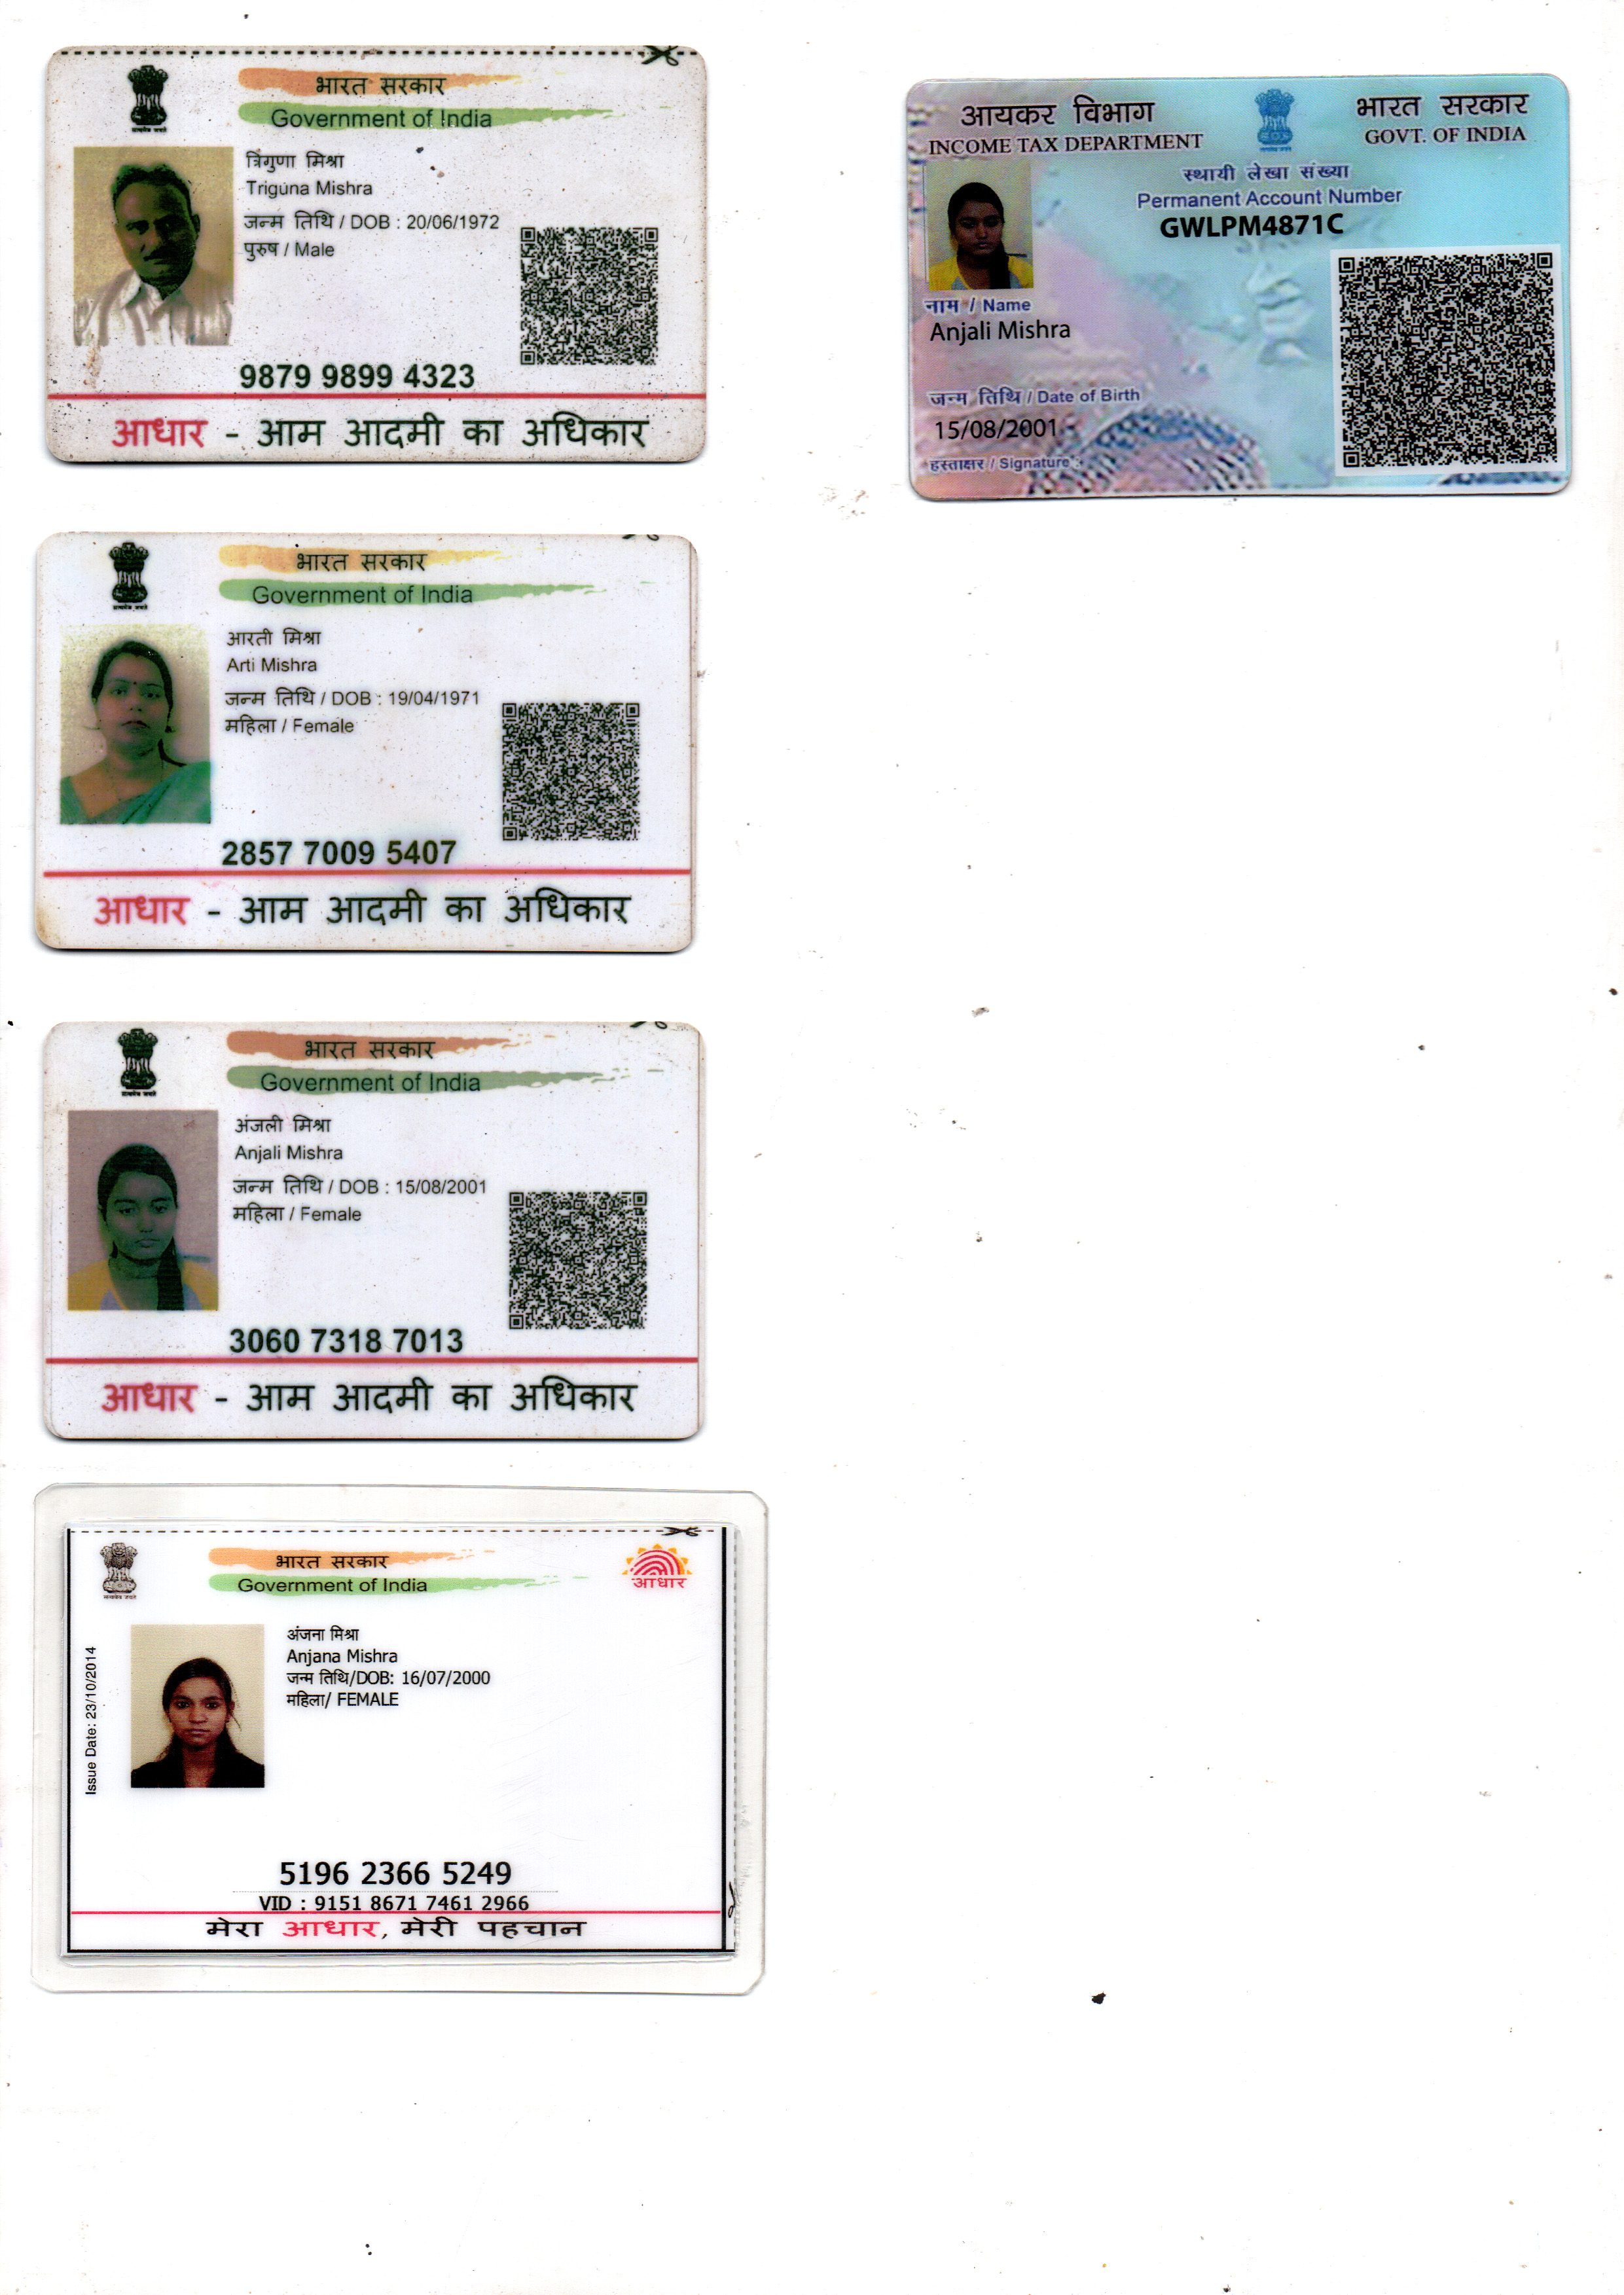 भारत सरकार
Government of India
त्रिगुणा मिश्रा
Triguna Mishra
जन्म तिथि / DOB : 20/06/1972
पुरुष / Male
9879 9899 4323
आधार - आम आदमी का अधिकार
भारत सरकार
Government of India
आरती मिश्रा
Arti Mishra
जन्म तिथि / DOB : 19/04/1971
महिला / Female
2857 7009 5407
आधार - आम आदमी का अधिकार
भारत सरकार
Government of India
अंजली मिश्रा
Anjali Mishra
जन्म तिथि / DOB : 15/08/2001
महिला / Female
3060 7318 7013
आधार - आम आदमी का अधिकार
भारत सरकार
Government of India
आधार
Issue Date: 23/10/2014
अंजना मिश्रा
Anjana Mishra
जन्म तिथि/DOB: 16/07/2000
महिला/ FEMALE
5196 2366 5249
VID : 9151 8671 7461 2966
मेरा आधार, मेरी पहचान
आयकर विभाग
INCOME TAX DEPARTMENT
भारत सरकार
GOVT. OF INDIA
स्थायी लेखा संख्या
Permanent Account Number
GWLPM4871C
नाम / Name
Anjali Mishra
जन्म तिथि / Date of Birth
15/08/2001
हस्ताक्षर / Signature